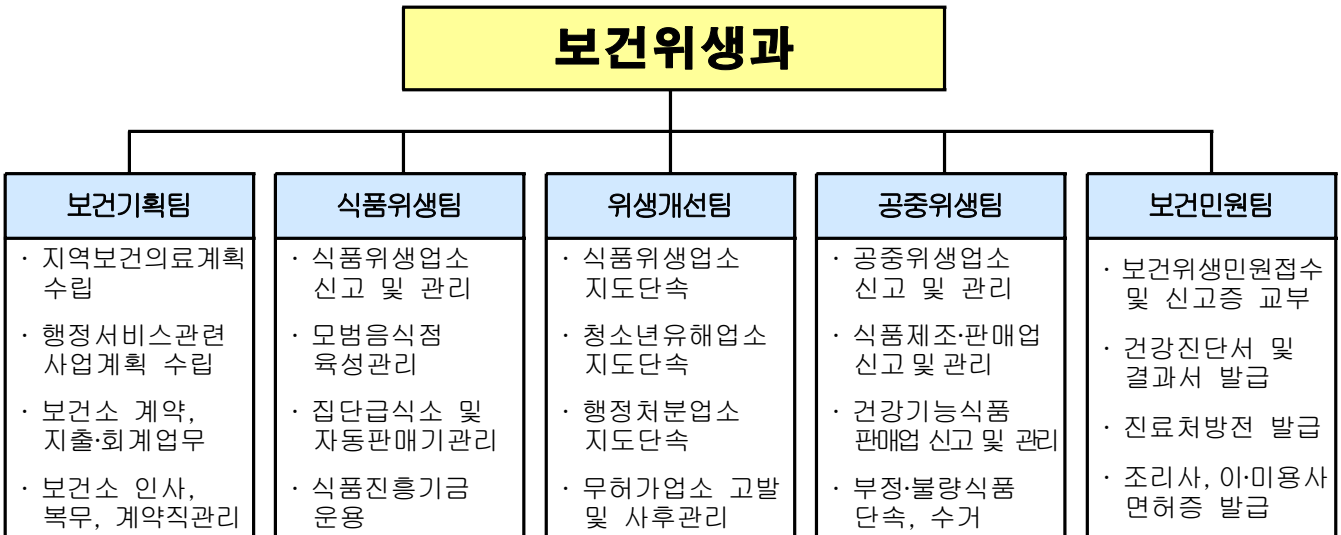 보건위생과
보건기획팀
· 지역보건의료계획
수립
· 행정서비스관련
사업계획 수립
· 보건소 계약,
지출·회계업무
· 보건소 인사,
복무, 계약직관리
식품위생팀
· 식품위생업소
신고 및 관리
· 모범음식점
육성관리
· 집단급식소 및
자동판매기관리
· 식품진흥기금
운용
위생개선팀
· 식품위생업소
지도단속
· 청소년유해업소
지도단속
· 행정처분업소
지도단속
· 무허가업소 고발
및 사후관리
공중위생팀
· 공중위생업소
신고 및 관리
· 식품제조·판매업
신고 및 관리
· 건강기능식품
판매업 신고 및 관리
· 부정·불량식품
단속, 수거
보건민원팀
· 보건위생민원접수
및 신고증 교부
· 건강진단서 및
결과서 발급
· 진료처방전 발급
· 조리사, 이·미용사
면허증 발급